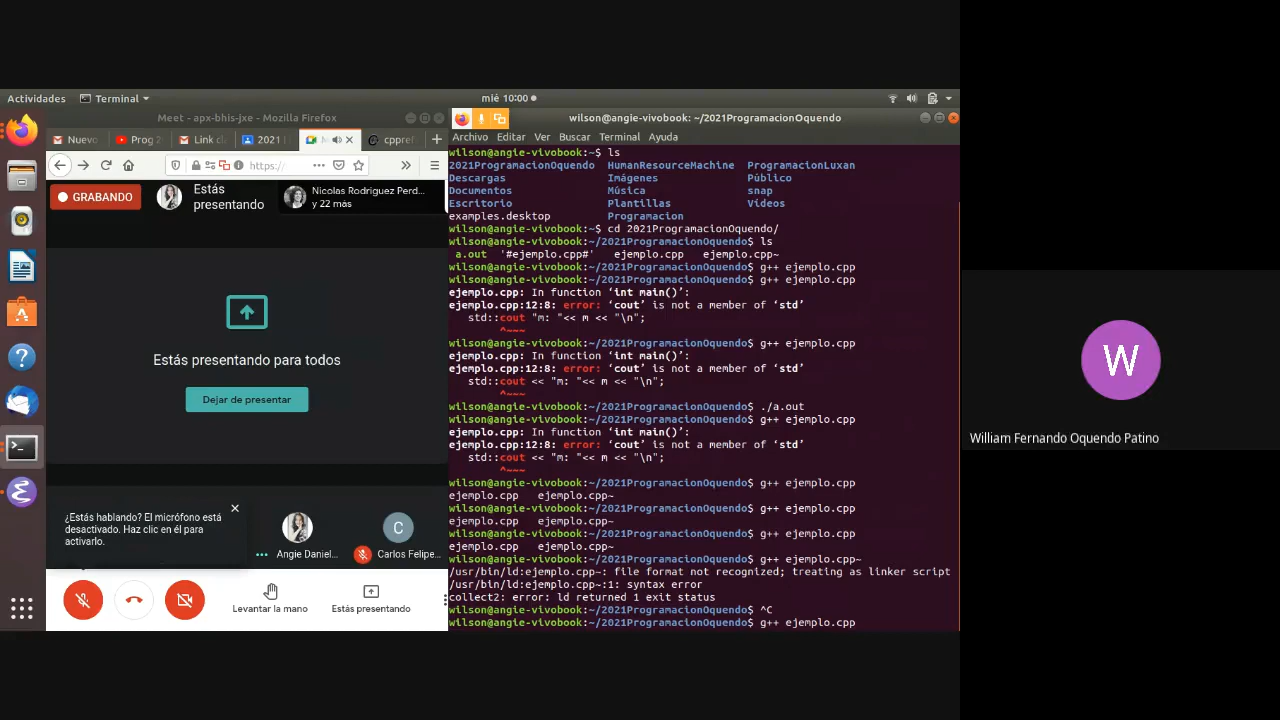 Actividades
Terminal
mié 10:00
Meet - apx-bhis-jxe - Mozilla Firefox
Nuevo
Prog 2
Link cl
2021
M
cppref
https://
GRABANDO
Estás
presentando
Nicolas Rodriguez Perd...
y 22 más
Estás presentando para todos
Dejar de presentar
¿Estás hablando? El micrófono está
desactivado. Haz clic en él para
activarlo.
C
Angie Daniel...
Carlos Felipe...
Levantar la mano
Estás presentando
wilson@angie-vivobook: ~/2021ProgramacionOquendo
Archivo Editar Ver Buscar Terminal Ayuda
wilson@angie-vivobook:~$ ls
2021ProgramacionOquendo HumanResourceMachine ProgramacionLuxan
Descargas Imágenes Público
Documentos Música snap
Escritorio Plantillas Vídeos
examples.desktop Programacion
wilson@angie-vivobook:~$ cd 2021ProgramacionOquendo/
wilson@angie-vivobook:~/2021ProgramacionOquendo$ ls
a.out '#ejemplo.cpp#' ejemplo.cpp ejemplo.cpp~
wilson@angie-vivobook:~/2021ProgramacionOquendo$ g++ ejemplo.cpp
wilson@angie-vivobook:~/2021ProgramacionOquendo$ g++ ejemplo.cpp
ejemplo.cpp: In function ‘int main()’:
ejemplo.cpp:12:8: error: ‘cout’ is not a member of ‘std’
std::cout "m: "<< m << "\n";
^~~~
wilson@angie-vivobook:~/2021ProgramacionOquendo$ g++ ejemplo.cpp
ejemplo.cpp: In function ‘int main()’:
ejemplo.cpp:12:8: error: ‘cout’ is not a member of ‘std’
std::cout << "m: "<< m << "\n";
^~~~
wilson@angie-vivobook:~/2021ProgramacionOquendo$ ./a.out
wilson@angie-vivobook:~/2021ProgramacionOquendo$ g++ ejemplo.cpp
ejemplo.cpp: In function ‘int main()’:
ejemplo.cpp:12:8: error: ‘cout’ is not a member of ‘std’
std::cout << "m: "<< m << "\n";
^~~~
wilson@angie-vivobook:~/2021ProgramacionOquendo$ g++ ejemplo.cpp
ejemplo.cpp ejemplo.cpp~
wilson@angie-vivobook:~/2021ProgramacionOquendo$ g++ ejemplo.cpp
ejemplo.cpp ejemplo.cpp~
wilson@angie-vivobook:~/2021ProgramacionOquendo$ g++ ejemplo.cpp
ejemplo.cpp ejemplo.cpp~
wilson@angie-vivobook:~/2021ProgramacionOquendo$ g++ ejemplo.cpp~
/usr/bin/ld:ejemplo.cpp~: file format not recognized; treating as linker script
/usr/bin/ld:ejemplo.cpp~:1: syntax error
collect2: error: ld returned 1 exit status
wilson@angie-vivobook:~/2021ProgramacionOquendo$ ^C
wilson@angie-vivobook:~/2021ProgramacionOquendo$ g++ ejemplo.cpp
W
William Fernando Oquendo Patino